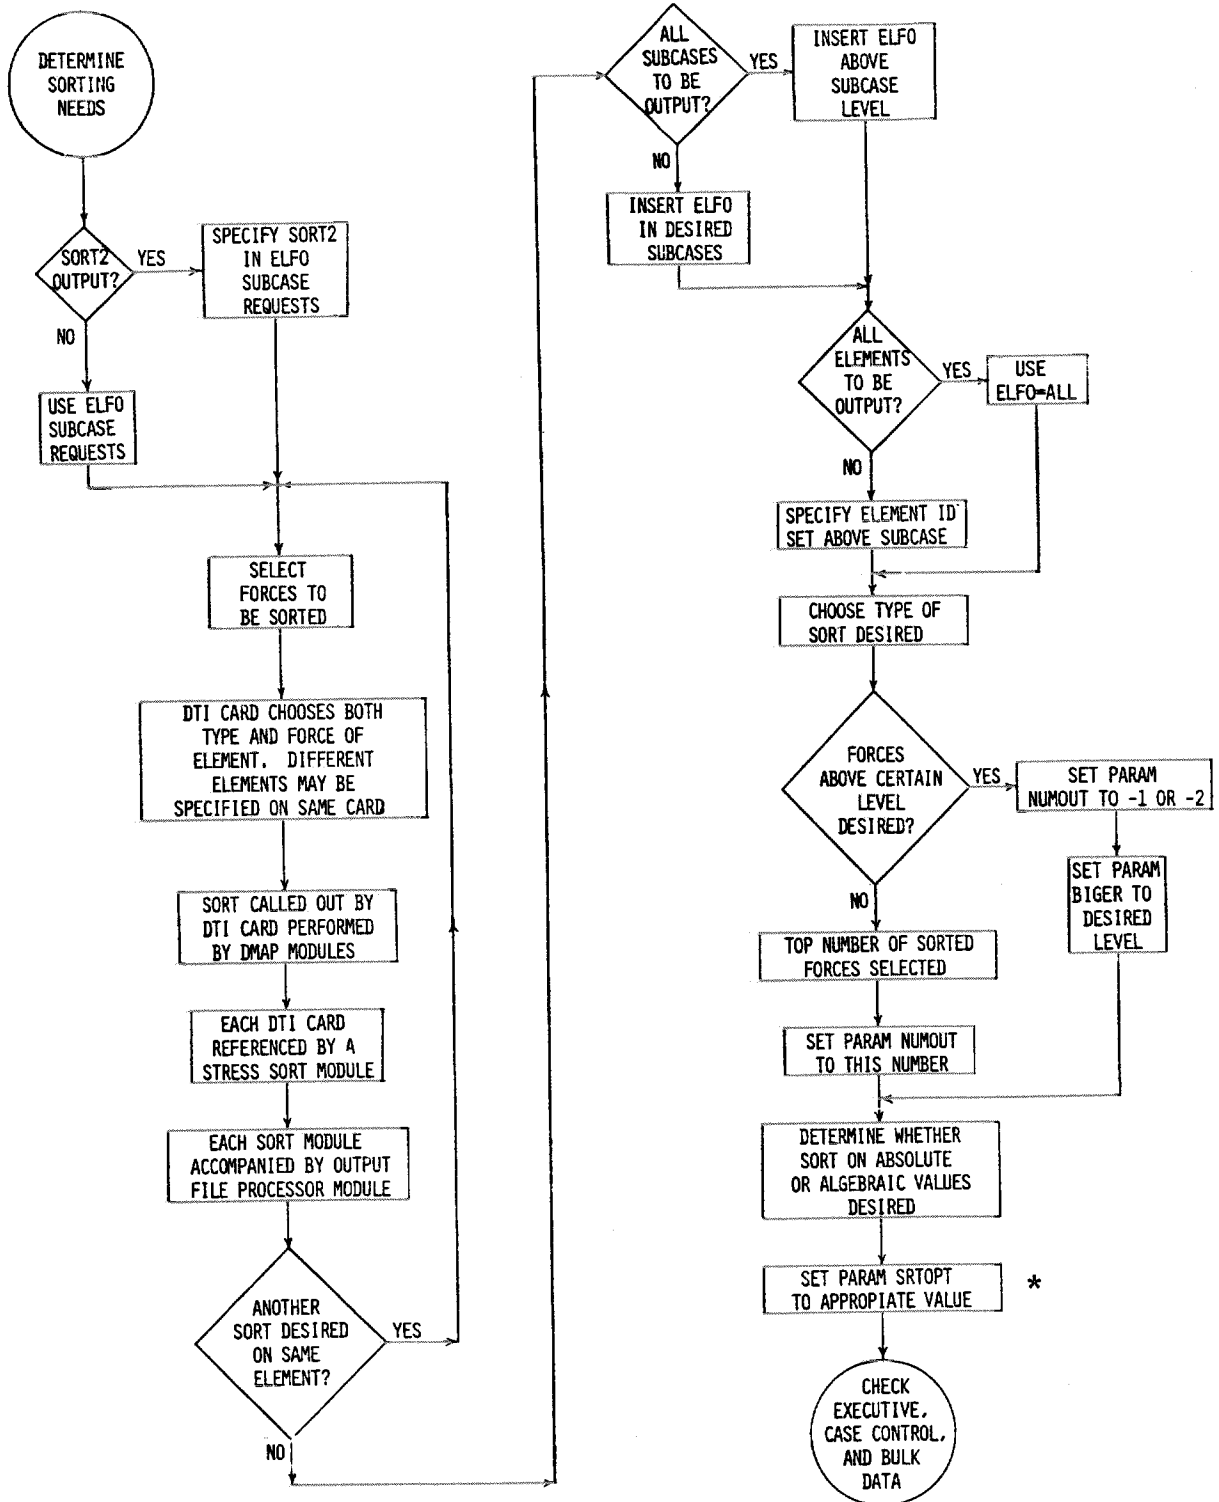 DETERMINE
SORTING
NEEDS
SORT2
OUTPUT?
YES
SPECIFY SORT2
IN ELFO
SUBCASE
REQUESTS
NO
USE ELFO
SUBCASE
REQUESTS
SELECT
FORCES TO
BE SORTED
DTI CARD CHOOSES BOTH
TYPE AND FORCE OF
ELEMENT. DIFFERENT
ELEMENTS MAY BE
SPECIFIED ON SAME CARD
SORT CALLED OUT BY
DTI CARD PERFORMED
BY DMAP MODULES
EACH DTI CARD
REFERENCED BY A
STRESS SORT MODULE
EACH SORT MODULE
ACCOMPANIED BY OUTPUT
FILE PROCESSOR MODULE
ANOTHER
SORT DESIRED
ON SAME
ELEMENT?
YES
NO
ALL
SUBCASES
TO BE
OUTPUT?
YES
INSERT ELFO
ABOVE
SUBCASE
LEVEL
NO
INSERT ELFO
IN DESIRED
SUBCASES
ALL
ELEMENTS
TO BE
OUTPUT?
YES
USE
ELFO=ALL
NO
SPECIFY ELEMENT ID
SET ABOVE SUBCASE
CHOOSE TYPE OF
SORT DESIRED
FORCES
ABOVE CERTAIN
LEVEL
DESIRED?
YES
SET PARAM
NUMOUT TO -1 OR -2
SET PARAM
BIGER TO
DESIRED
LEVEL
NO
TOP NUMBER OF SORTED
FORCES SELECTED
SET PARAM NUMOUT
TO THIS NUMBER
DETERMINE WHETHER
SORT ON ABSOLUTE
OR ALGEBRAIC VALUES
DESIRED
SET PARAM SRTOPT
TO APPROPIATE VALUE
*
CHECK
EXECUTIVE,
CASE CONTROL,
AND BULK
DATA